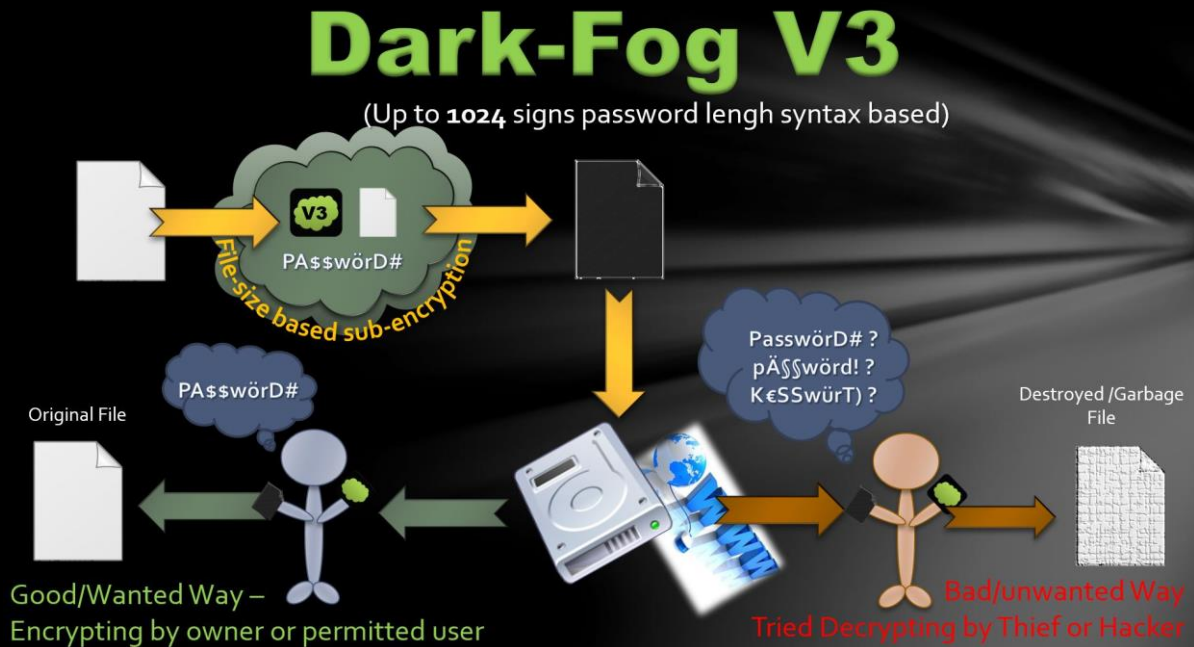 Dark-Fog V3
(Up to 1024 signs password lengh syntax based)
V3
PA$$wörD#
File-size based sub-encryption
PasswörD# ?
pÄ§§wörd! ?
K€SSwürT) ?
PA$$wörD#
Original File
Destroyed /Garbage
File
WWW
Good/Wanted Way –
Encrypting by owner or permitted user
Bad/unwanted Way
Tried Decrypting by Thief or Hacker